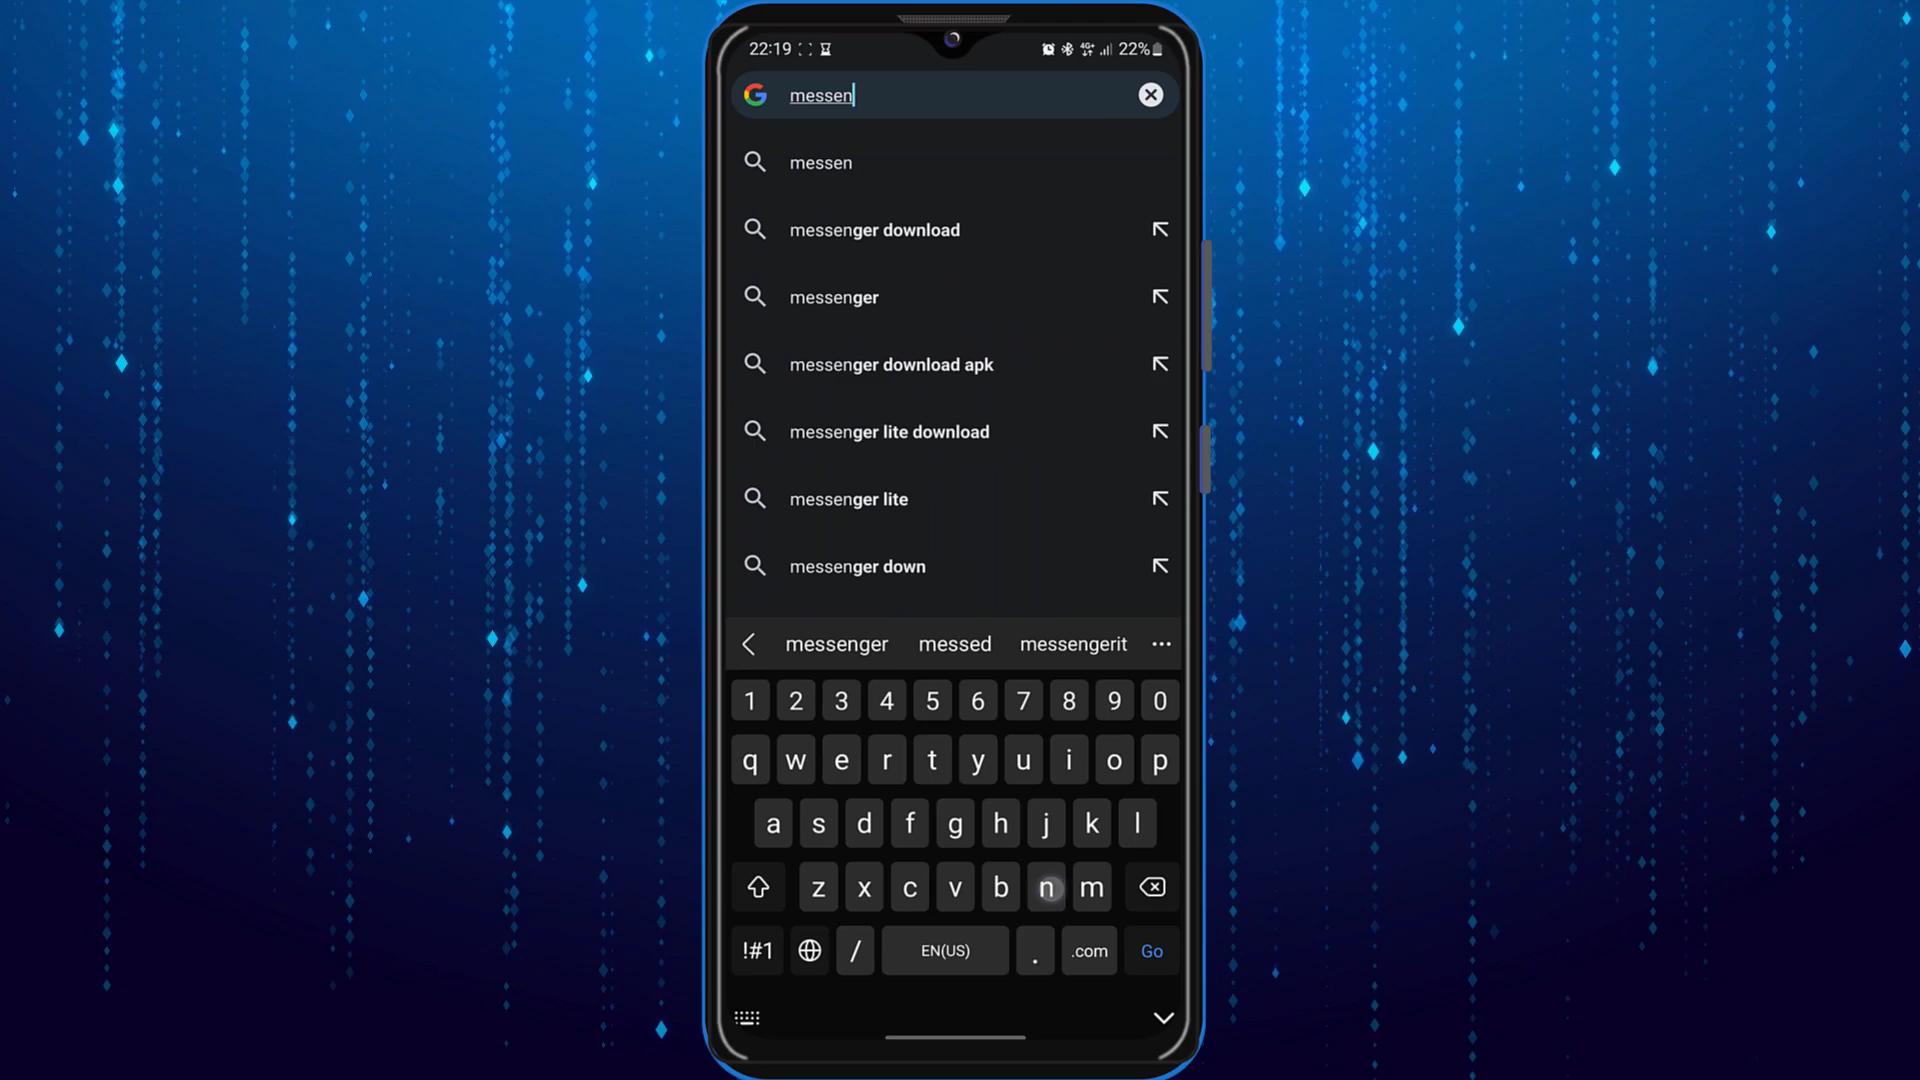 22:19 4G+ 22%
messen
messen
messenger download
messenger
messenger download apk
messenger lite download
messenger lite
messenger down
messenger messed messengerit ...
1 2 3 4 5 6 7 8 9 0
q w e r t y u i o p
a s d f g h j k l
z x c v b n m
!#1 / EN(US) . .com Go